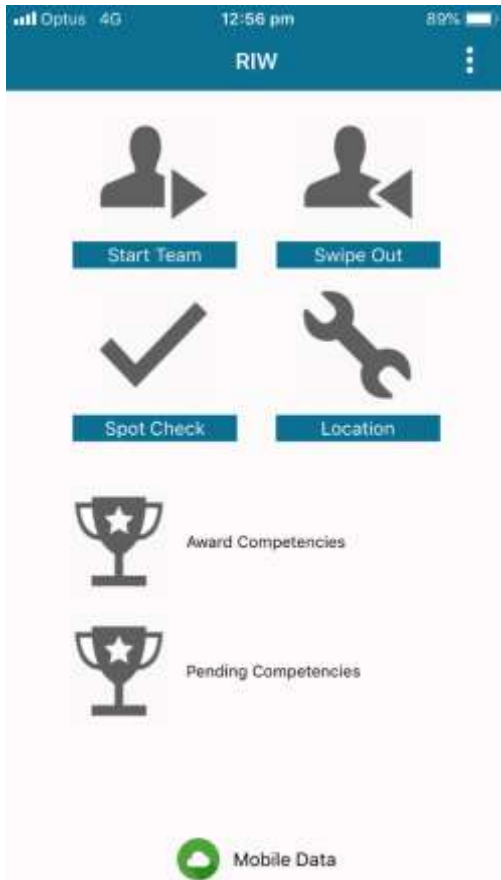 Optus 4G 12:56 pm 89%
RIW
Start Team Swipe Out
Spot Check Location
Award Competencies
Pending Competencies
Mobile Data